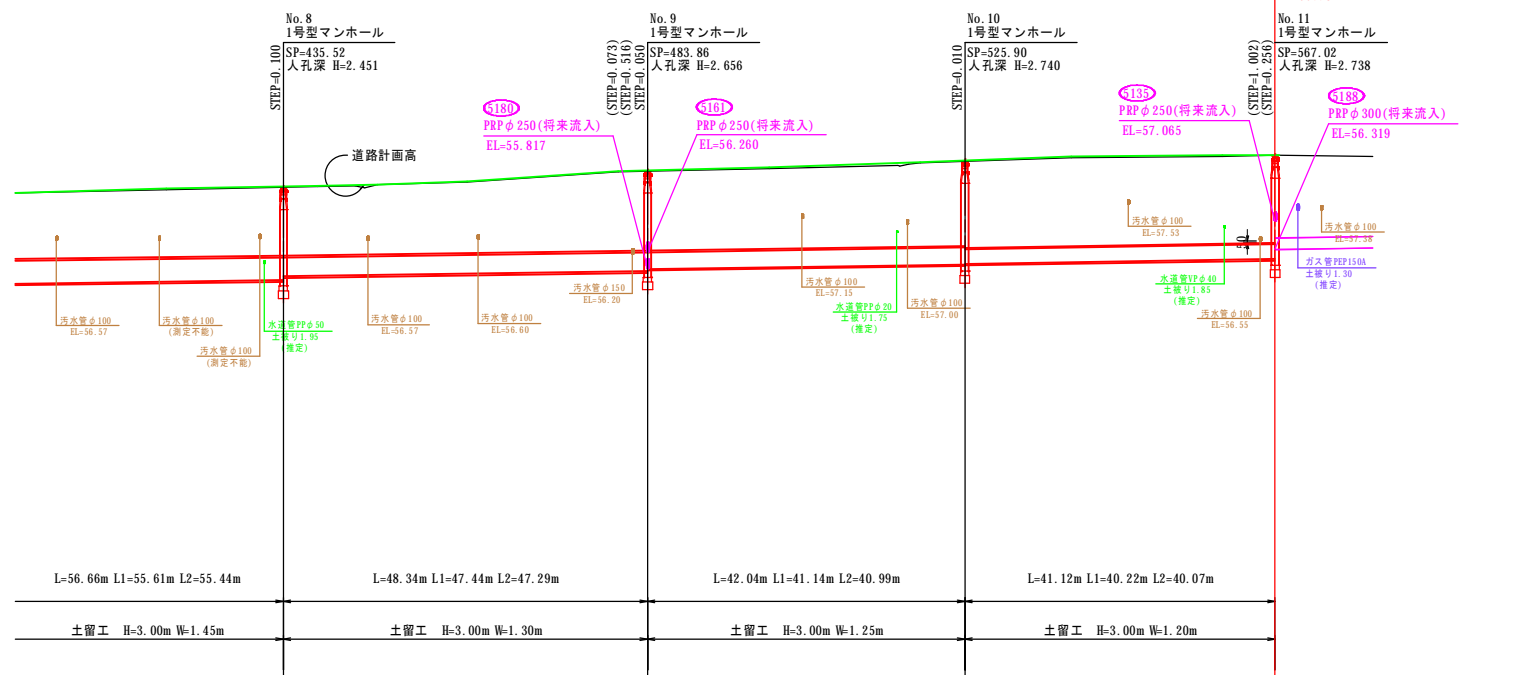 No.8
1号型マンホール
SP=435.52
人孔深 H=2.451
(STEP=0.100
No.9
1号型マンホール
SP=483.86
人孔深 H=2.656
(STEP=0.073)
(STEP=0.516)
STEP=0.050
No.10
1号型マンホール
SP=525.90
人孔深 H=2.740
STEP=0.010
No.11
1号型マンホール
SP=567.02
人孔深 H=2.738
(STEP=1.002)
(STEP=0.256)
5180
PRPφ250(将来流入)
EL=55.817
5161
PRPφ250(将来流入)
EL=56.260
5135
PRPφ250(将来流入)
EL=57.065
5188
PRPφ300(将来流入)
EL=56.319
道路計画高
汚水管φ100
EL=56.57
汚水管φ100
(測定不能)
汚水管φ100
(測定不能)
水道管PPφ50
土被り1.95
(推定)
汚水管φ100
EL=56.57
汚水管φ100
EL=56.60
汚水管φ150
EL=56.20
汚水管φ100
EL=57.15
水道管PPφ20
土被り1.75
(推定)
汚水管φ100
EL=57.00
汚水管φ100
EL=57.53
水道管VPφ40
土被り1.85
(推定)
汚水管φ100
EL=56.55
汚水管φ100
EL=57.38
ガス管PEP150A
土被り1.30
(推定)
L=56.66m L1=55.61m L2=55.44m
L=48.34m L1=47.44m L2=47.29m
L=42.04m L1=41.14m L2=40.99m
L=41.12m L1=40.22m L2=40.07m
土留工 H=3.00m W=1.45m
土留工 H=3.00m W=1.30m
土留工 H=3.00m W=1.25m
土留工 H=3.00m W=1.20m